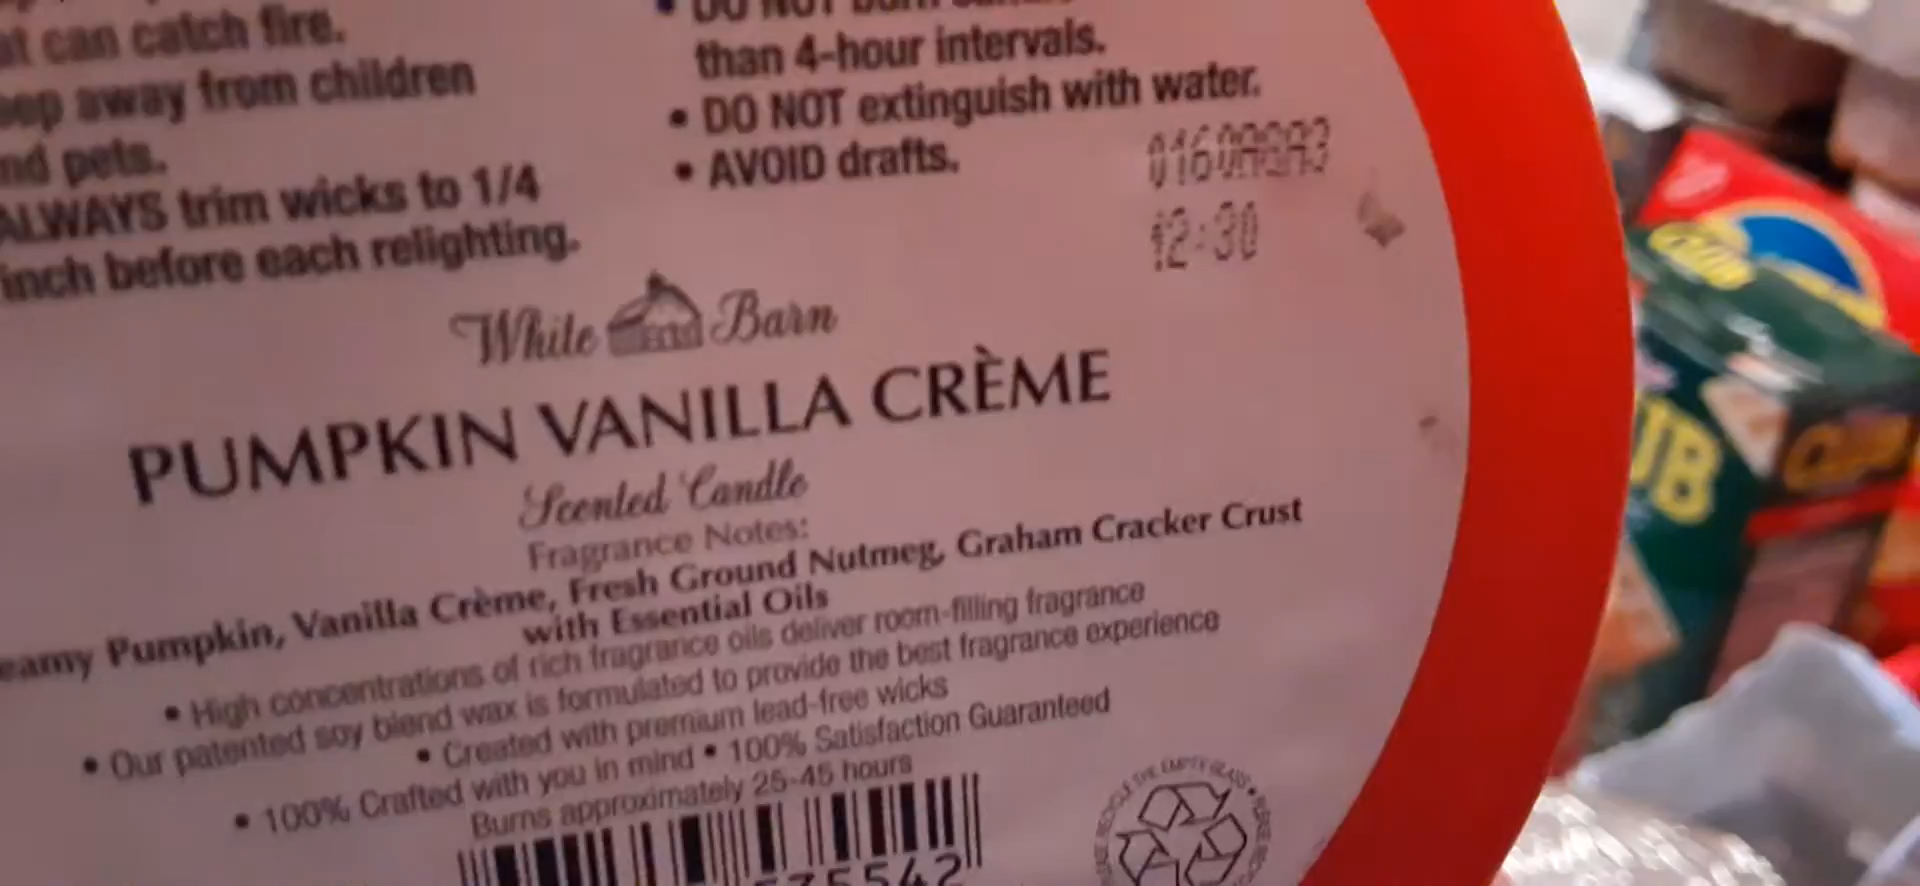 can catch fire.
away from children
pets.
ALWAYS trim wicks to 1/4
inch before each relighting.
DO NOT
than 4-hour intervals.
• DO NOT extinguish with water.
• AVOID drafts.
12:30
White Barn
PUMPKIN VANILLA CRÈME
Scented Candle
Fragrance Notes:
Pumpkin, Vanilla Crème, Fresh Ground Nutmeg, Graham Cracker Crust
with Essential Oils
• High concentrations of rich fragrance oils deliver room-filling fragrance
• Our patented soy blend wax is formulated to provide the best fragrance experience
• Created with premium lead-free wicks
• 100% Crafted with you in mind • 100% Satisfaction Guaranteed
Burns approximately 25-45 hours
5542
CLUB